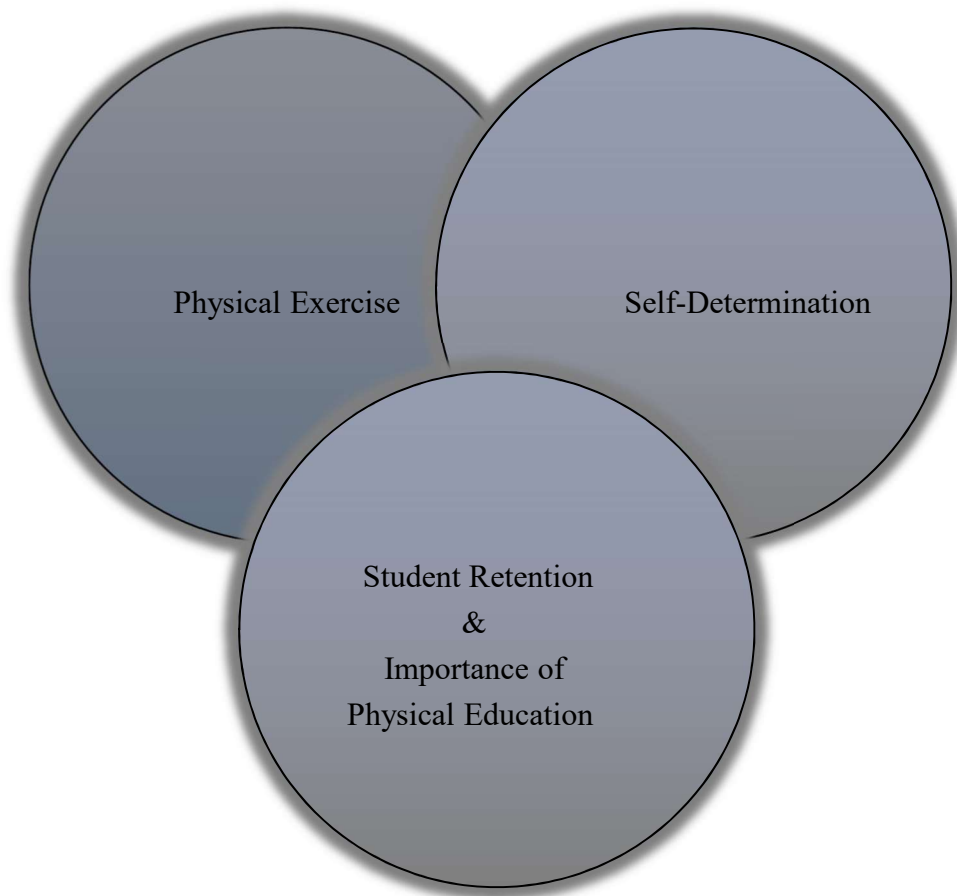 Physical Exercise
Self-Determination
Student Retention
&
Importance of
Physical Education